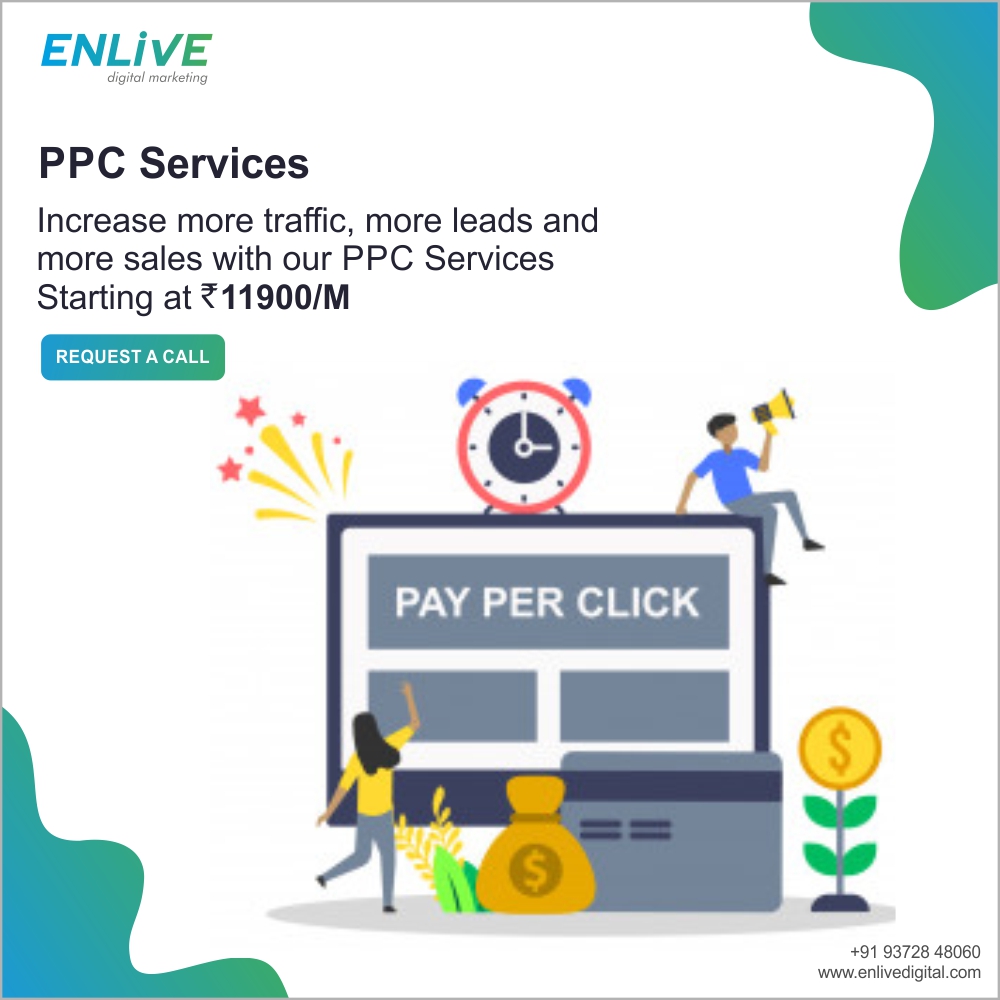 ENLiVE
digital marketing
PPC Services
Increase more traffic, more leads and
more sales with our PPC Services
Starting at ₹11900/M
REQUEST A CALL
PAY PER CLICK
$
$
+91 93728 48060
www.enlivedigital.com